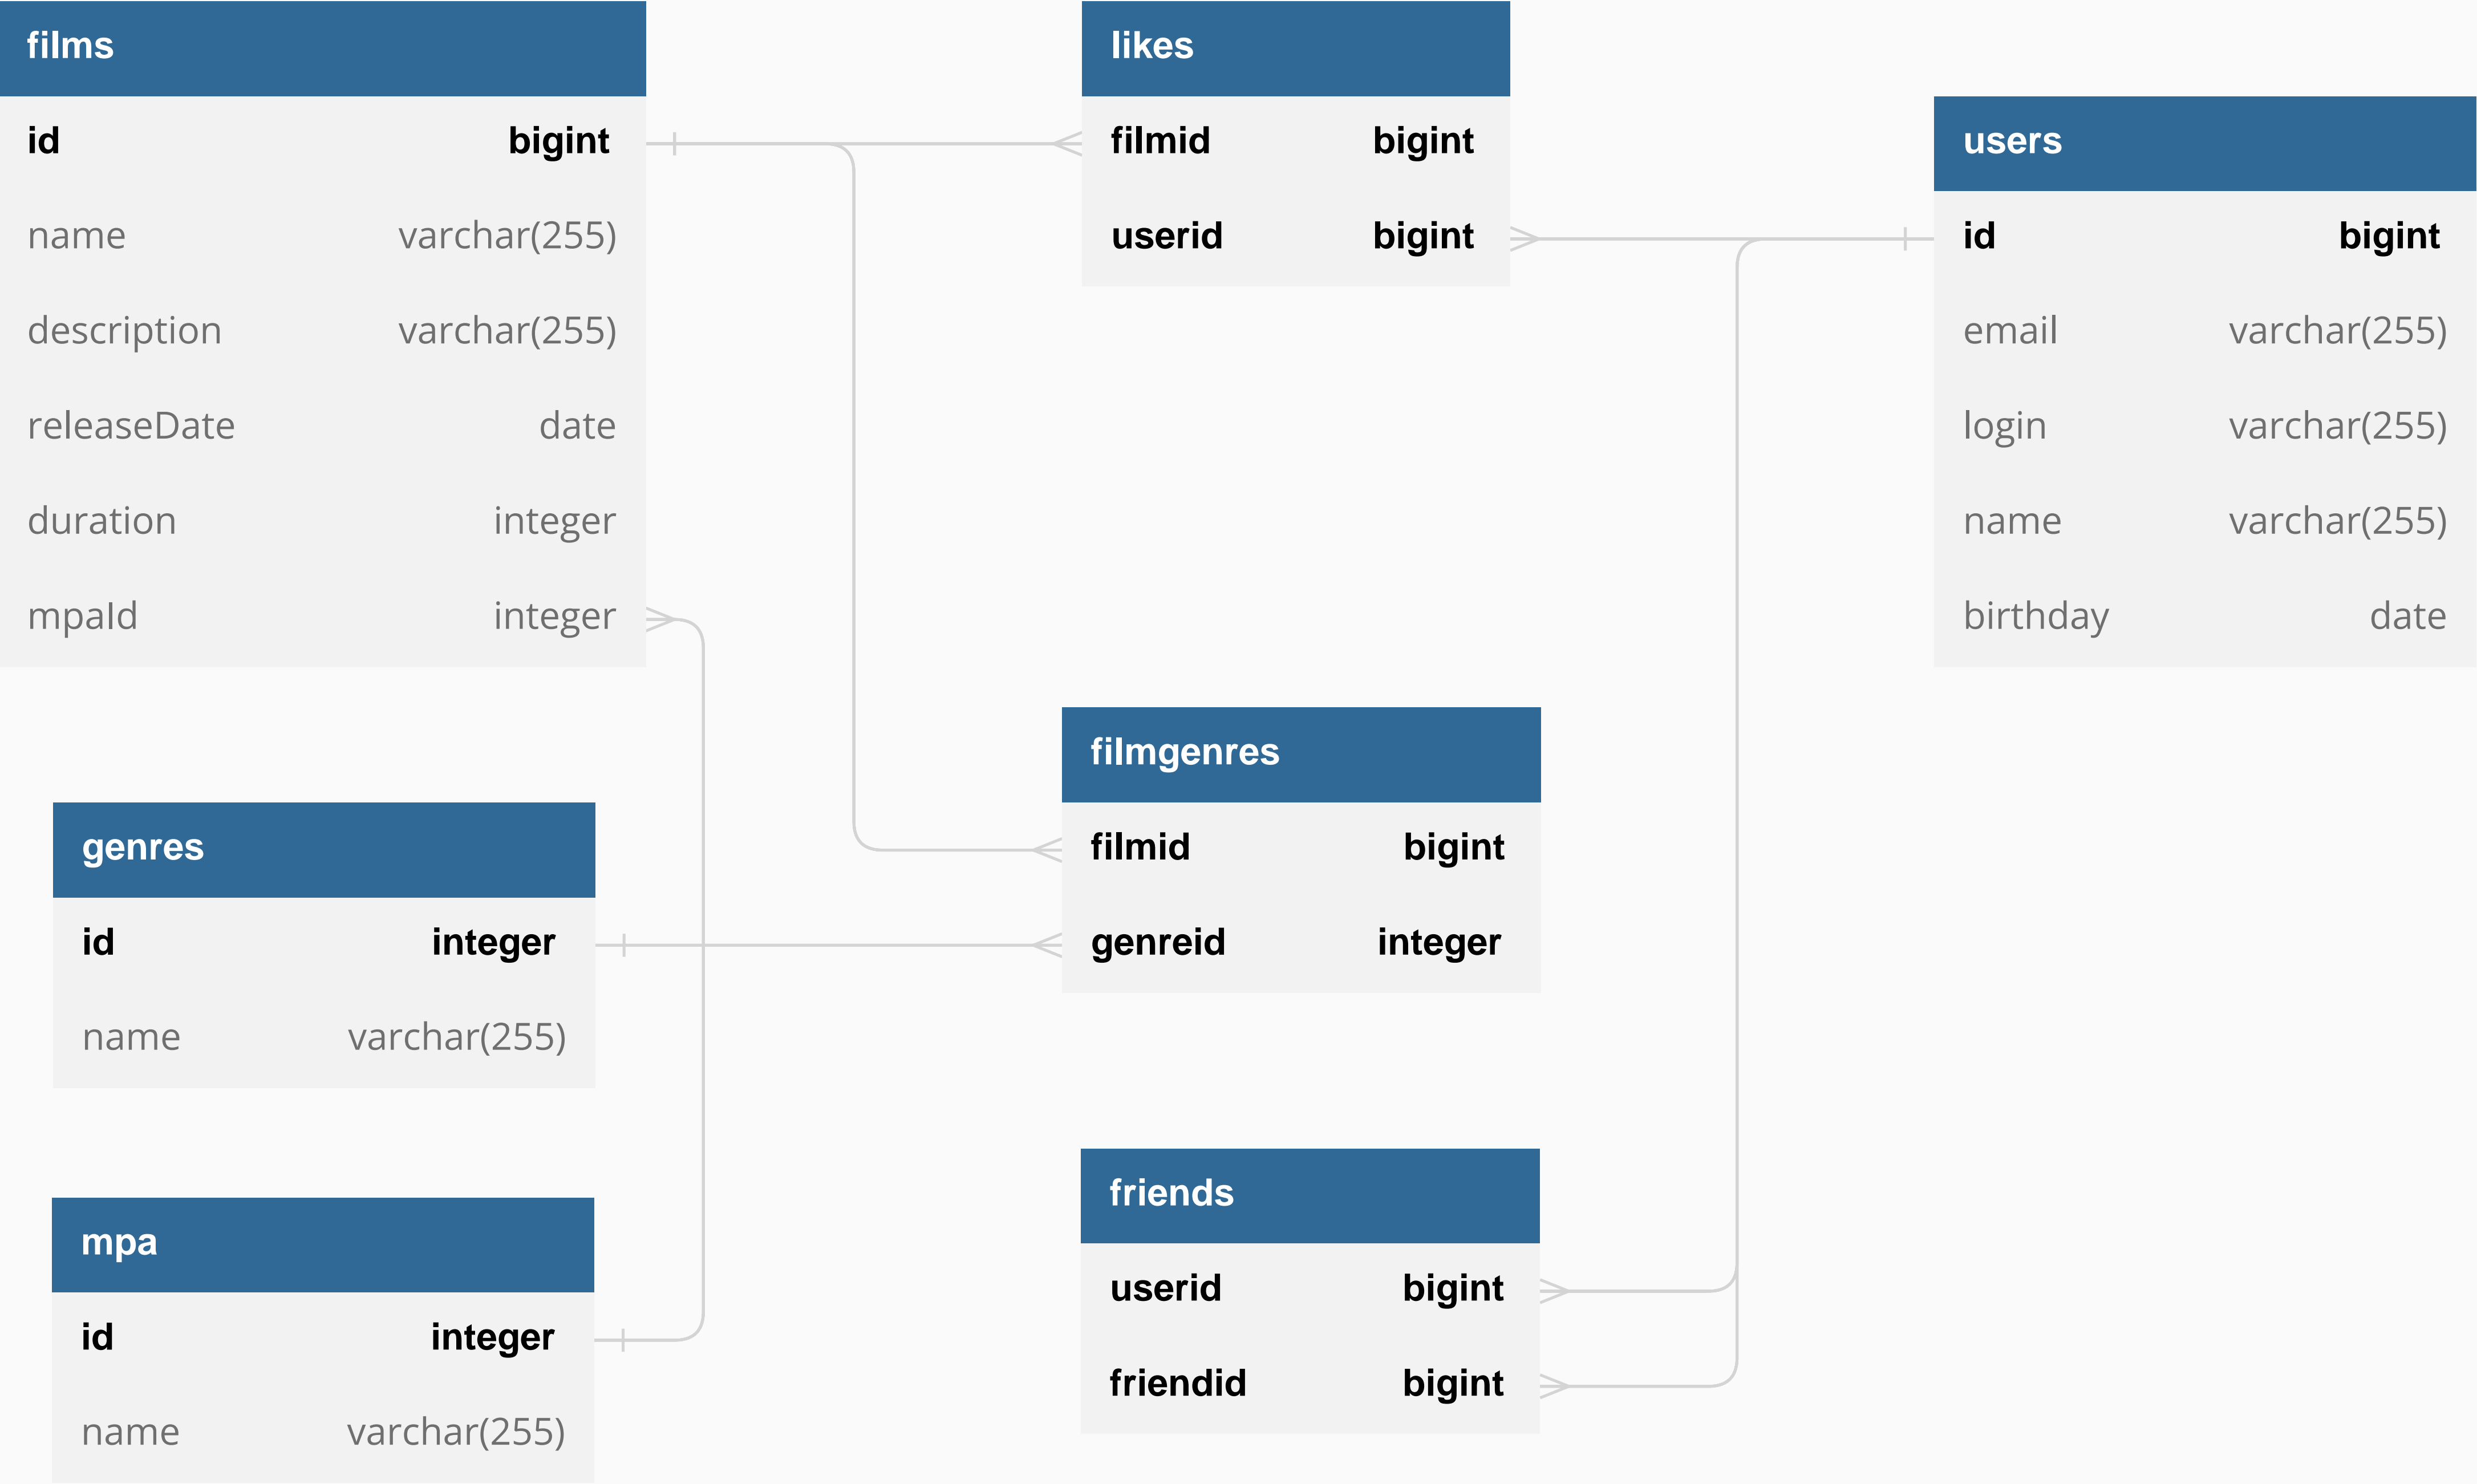 films
id bigint
name varchar(255)
description varchar(255)
releaseDate date
duration integer
mpaId integer
likes
filmid bigint
userid bigint
users
id bigint
email varchar(255)
login varchar(255)
name varchar(255)
birthday date
filmgenres
filmid bigint
genreid integer
genres
id integer
name varchar(255)
friends
userid bigint
friendid bigint
mpa
id integer
name varchar(255)